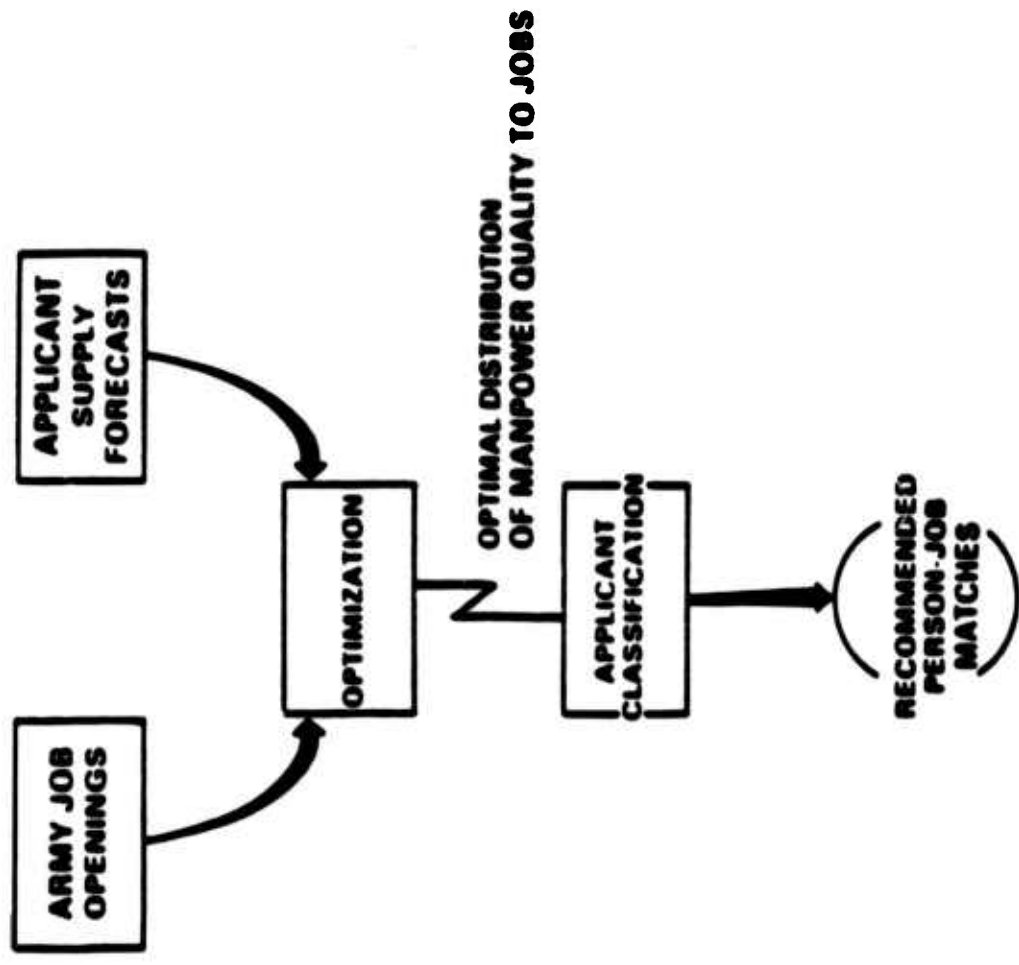 ARMY JOB
OPENINGS
APPLICANT
SUPPLY
FORECASTS
OPTIMIZATION
OPTIMAL DISTRIBUTION
OF MANPOWER QUALITY TO JOBS
APPLICANT
CLASSIFICATION
RECOMMENDED
PERSON-JOB
MATCHES